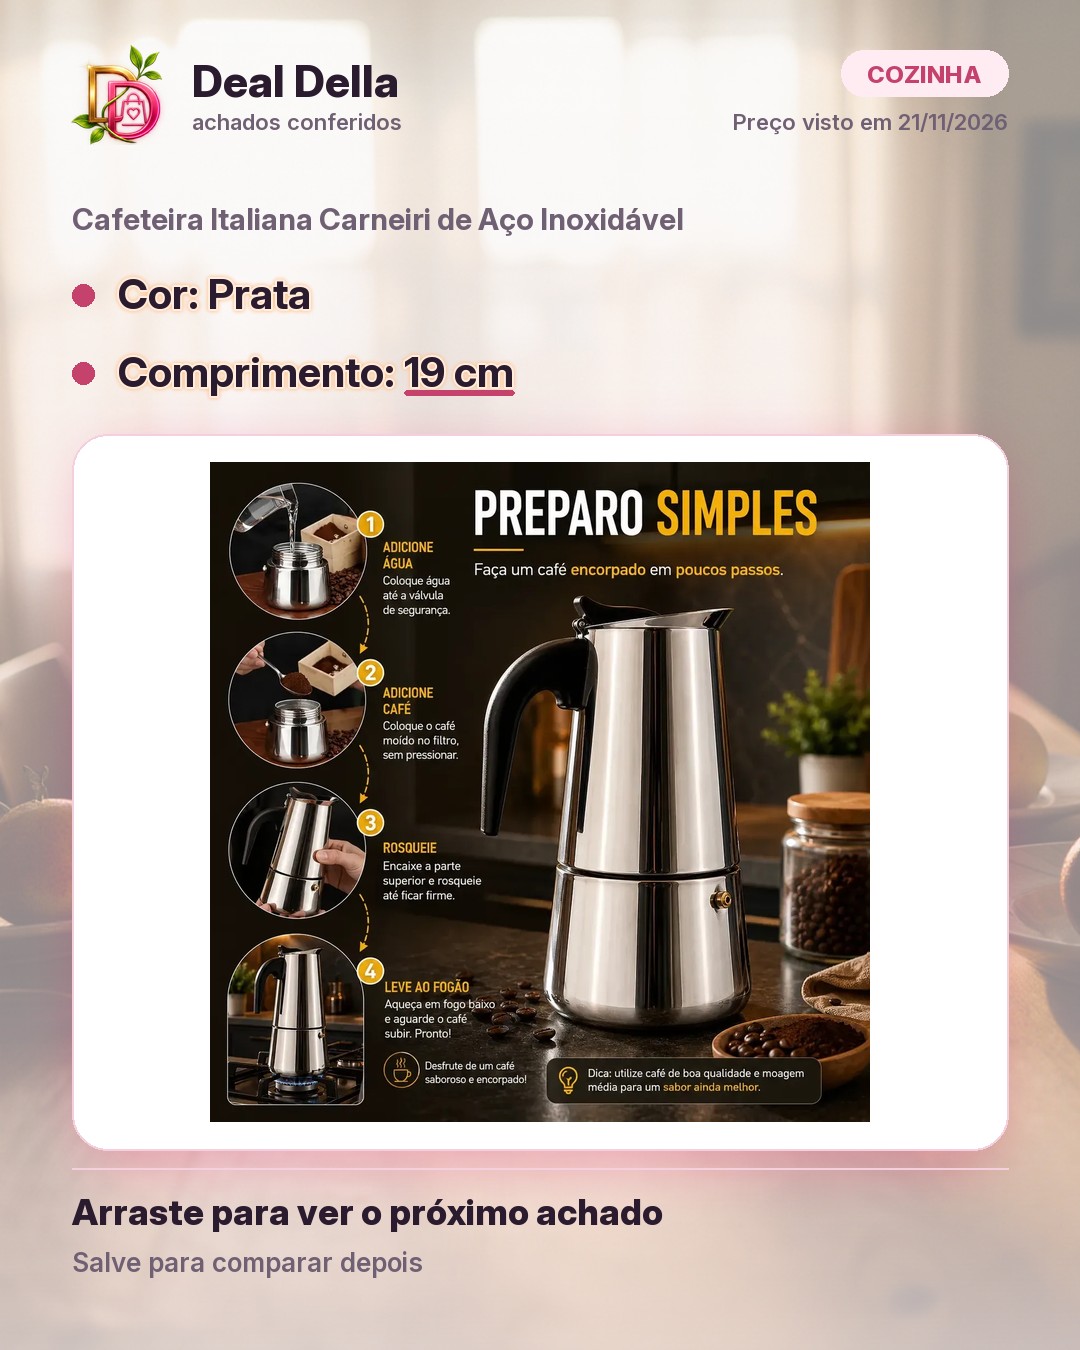 Deal Della
achados conferidos
COZINHA
Preço visto em 21/11/2026
Cafeteira Italiana Carneiri de Aço Inoxidável
Cor: Prata
Comprimento: 19 cm
PREPARO SIMPLES
Faça um café encorpado em poucos passos.
1
ADICIONE
ÁGUA
Coloque água
até a válvula
de segurança.
2
ADICIONE
CAFÉ
Coloque o café
moído no filtro,
sem pressionar.
3
ROSQUEIE
Encaixe a parte
superior e rosqueie
até ficar firme.
4
LEVE AO FOGÃO
Aqueça em fogo baixo
e aguarde o café
subir. Pronto!
Desfrute de um café
saboroso e encorpado!
Dica: utilize café de boa qualidade e moagem
média para um sabor ainda melhor.
Arraste para ver o próximo achado
Salve para comparar depois